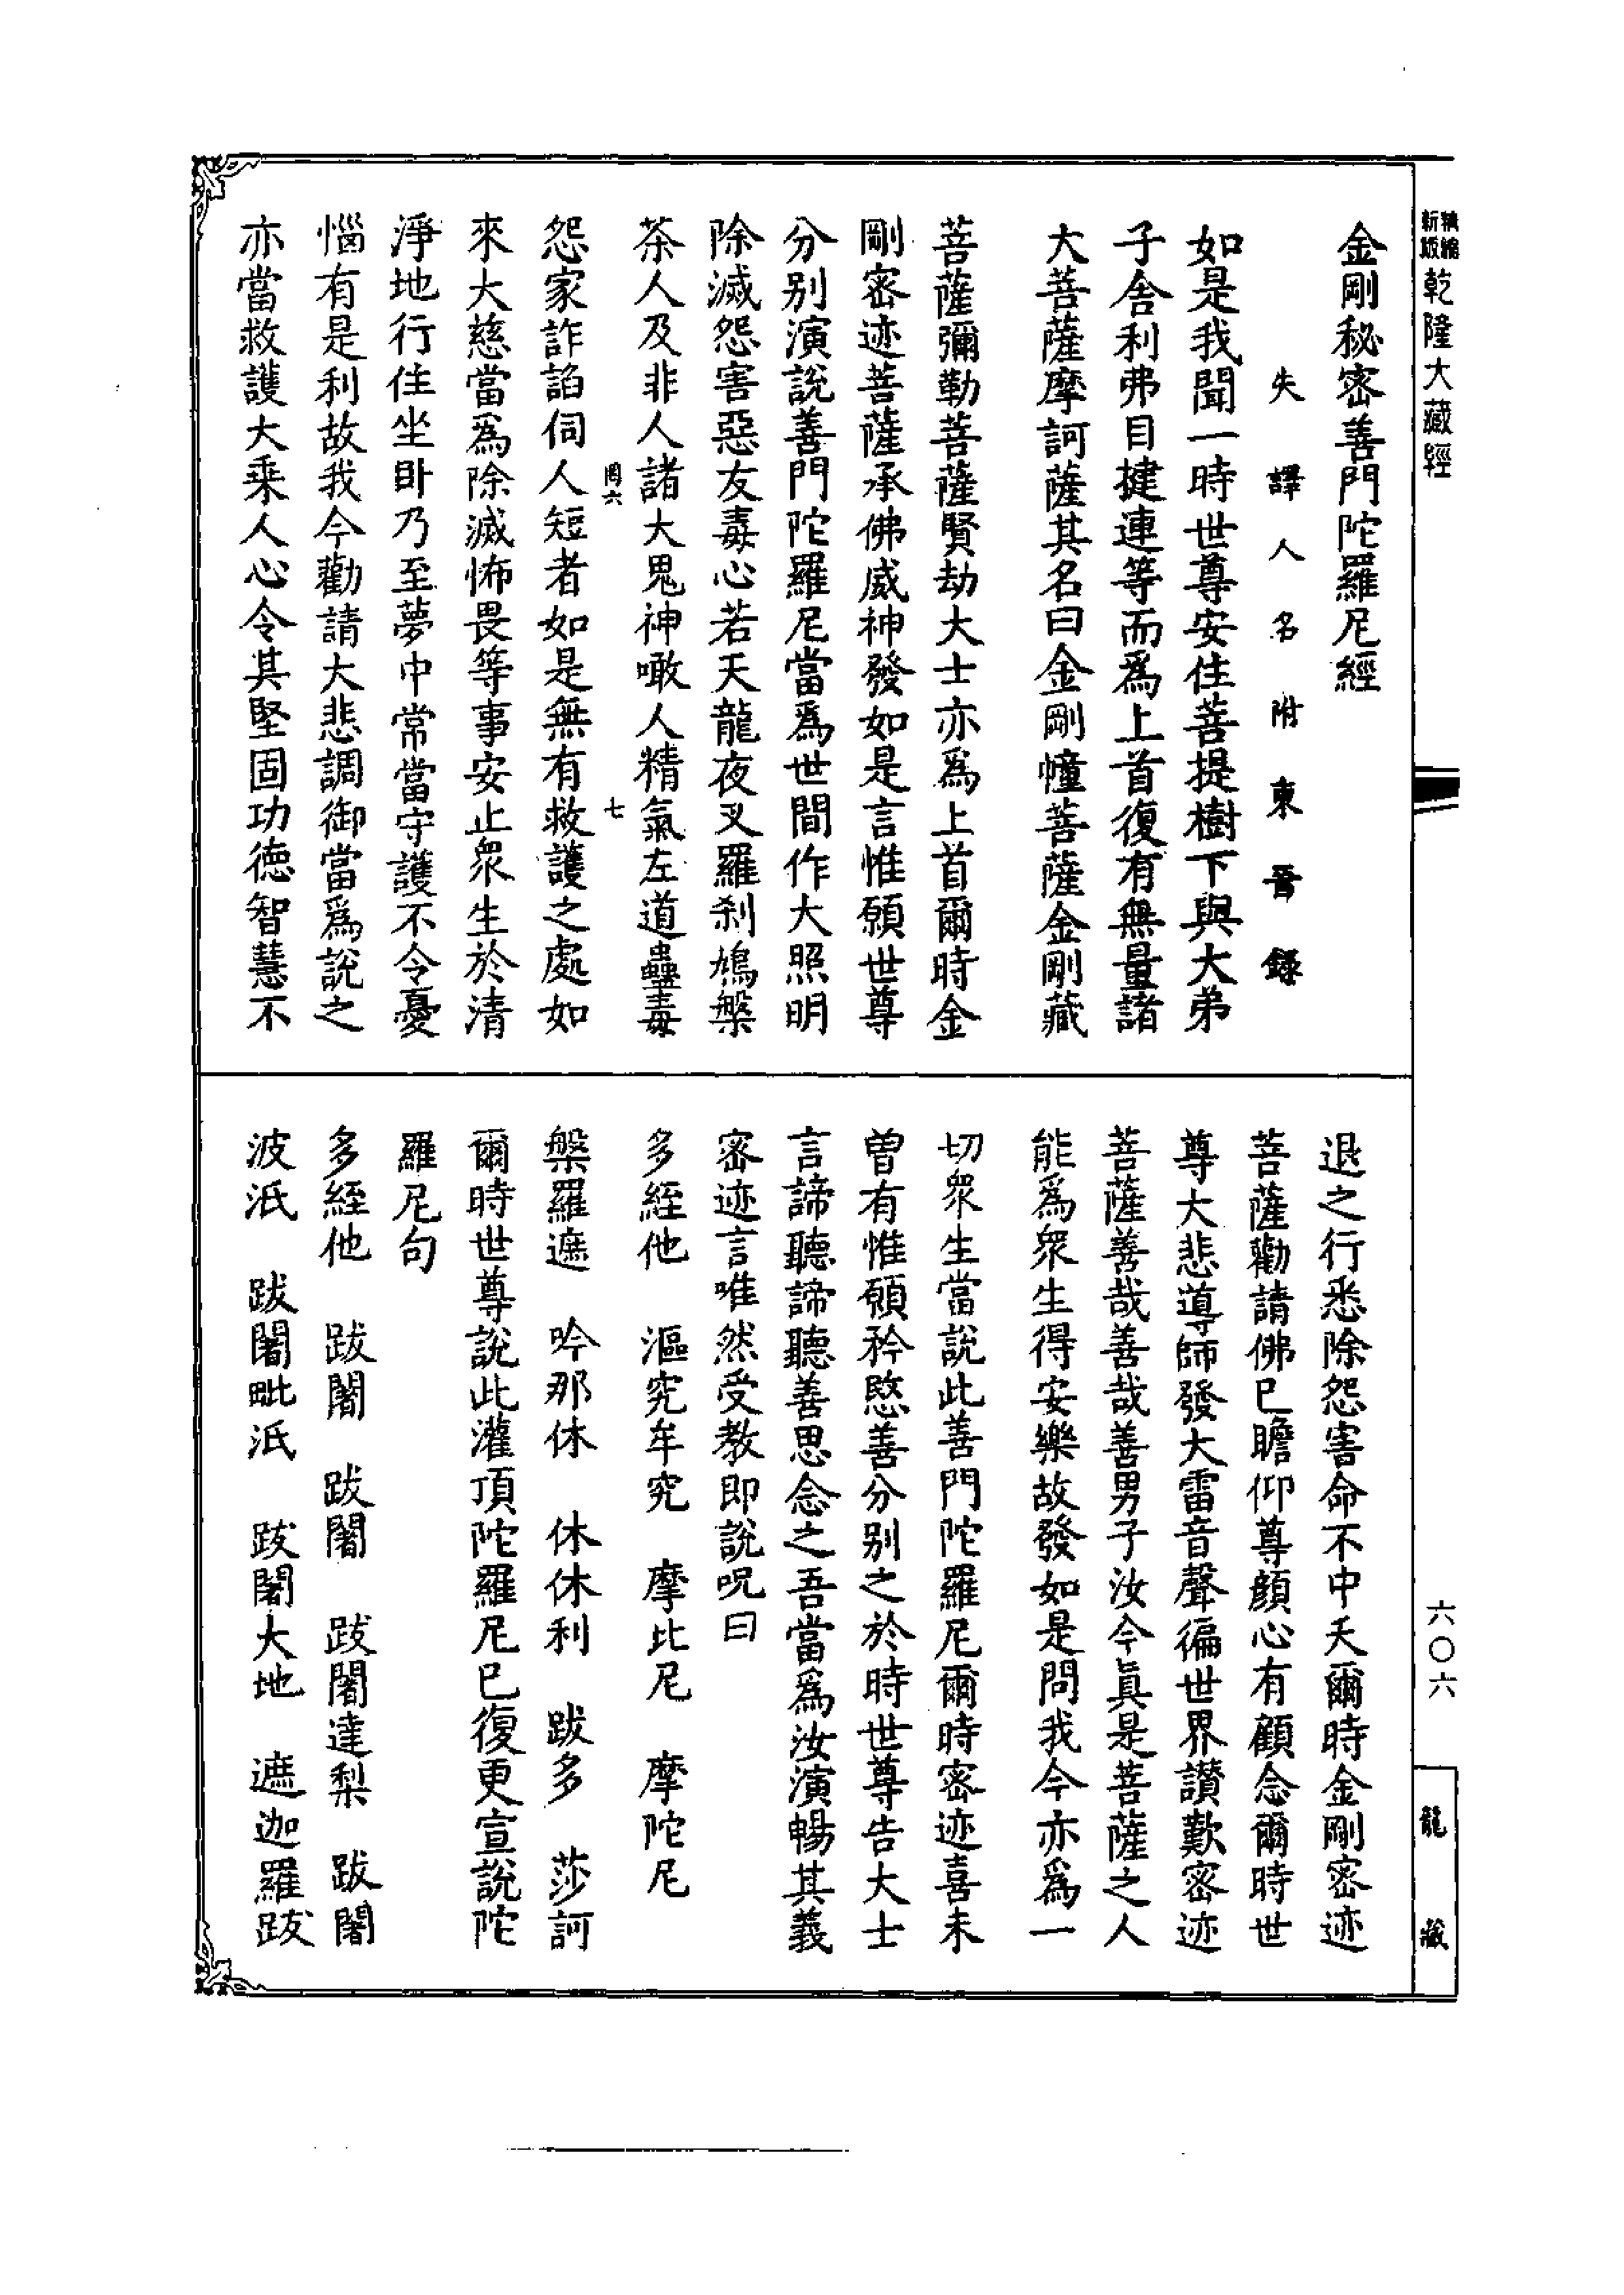 精編
新版
乾隆大藏經
金剛秘密善門陀羅尼經
失譯人名附東晉錄
如是我聞一時世尊安住菩提樹下與大弟
子舍利弗目揵連等而爲上首復有無量諸
大菩薩摩訶薩其名曰金剛幢菩薩金剛藏
菩薩彌勒菩薩賢劫大士亦爲上首爾時金
剛密迹菩薩承佛威神發如是言惟願世尊
分別演說善門陀羅尼當爲世間作大照明
除滅怨害惡友毒心若天龍夜叉羅刹鳩槃
茶人及非人諸大鬼神噉人精氣左道蠱毒
罔六 七
怨家詐諂伺人短者如是無有救護之處如
來大慈當爲除滅怖畏等事安止衆生於清
淨地行住坐卧乃至夢中常當守護不令憂
惱有是利故我今勸請大悲調御當爲說之
亦當救護大乘人心令其堅固功德智慧不
退之行悉除怨害命不中夭爾時金剛密迹
菩薩勸請佛已瞻仰尊顏心有顧念爾時世
尊大悲導師發大雷音聲徧世界讚歎密迹
菩薩善哉善哉善男子汝今眞是菩薩之人
能爲衆生得安樂故發如是問我今亦爲一
切衆生當說此善門陀羅尼爾時密迹喜未
曾有惟願矜愍善分別之於時世尊告大士
言諦聽諦聽善思念之吾當爲汝演暢其義
密迹言唯然受教即說呪曰
多絰他 漚究牟究 摩比尼 摩陀尼
槃羅遮 吟那休 休休利 跋多 莎訶
爾時世尊說此灌頂陀羅尼已復更宣說陀
羅尼句
多絰他 跋闍 跋闍 跋闍達梨 跋闍
波泜 跋闍毗泜 跋闍大地 遮迦羅跋
六〇六
龍藏